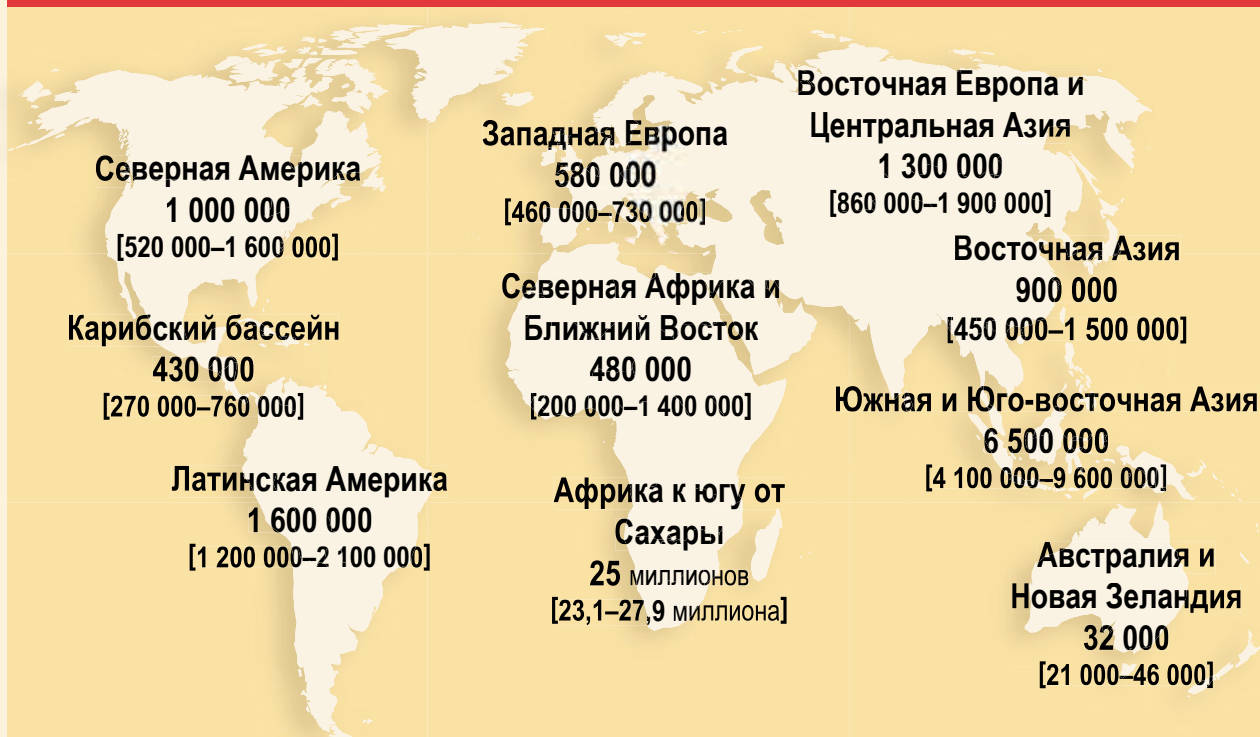 Северная Америка
1 000 000
[520 000–1 600 000]
Карибский бассейн
430 000
[270 000–760 000]
Латинская Америка
1 600 000
[1 200 000–2 100 000]
Западная Европа
580 000
[460 000–730 000]
Северная Африка и
Ближний Восток
480 000
[200 000–1 400 000]
Африка к югу от
Сахары
25 миллионов
[23,1–27,9 миллиона]
Восточная Европа и
Центральная Азия
1 300 000
[860 000–1 900 000]
Восточная Азия
900 000
[450 000–1 500 000]
Южная и Юго-восточная Азия
6 500 000
[4 100 000–9 600 000]
Австралия и
Новая Зеландия
32 000
[21 000–46 000]